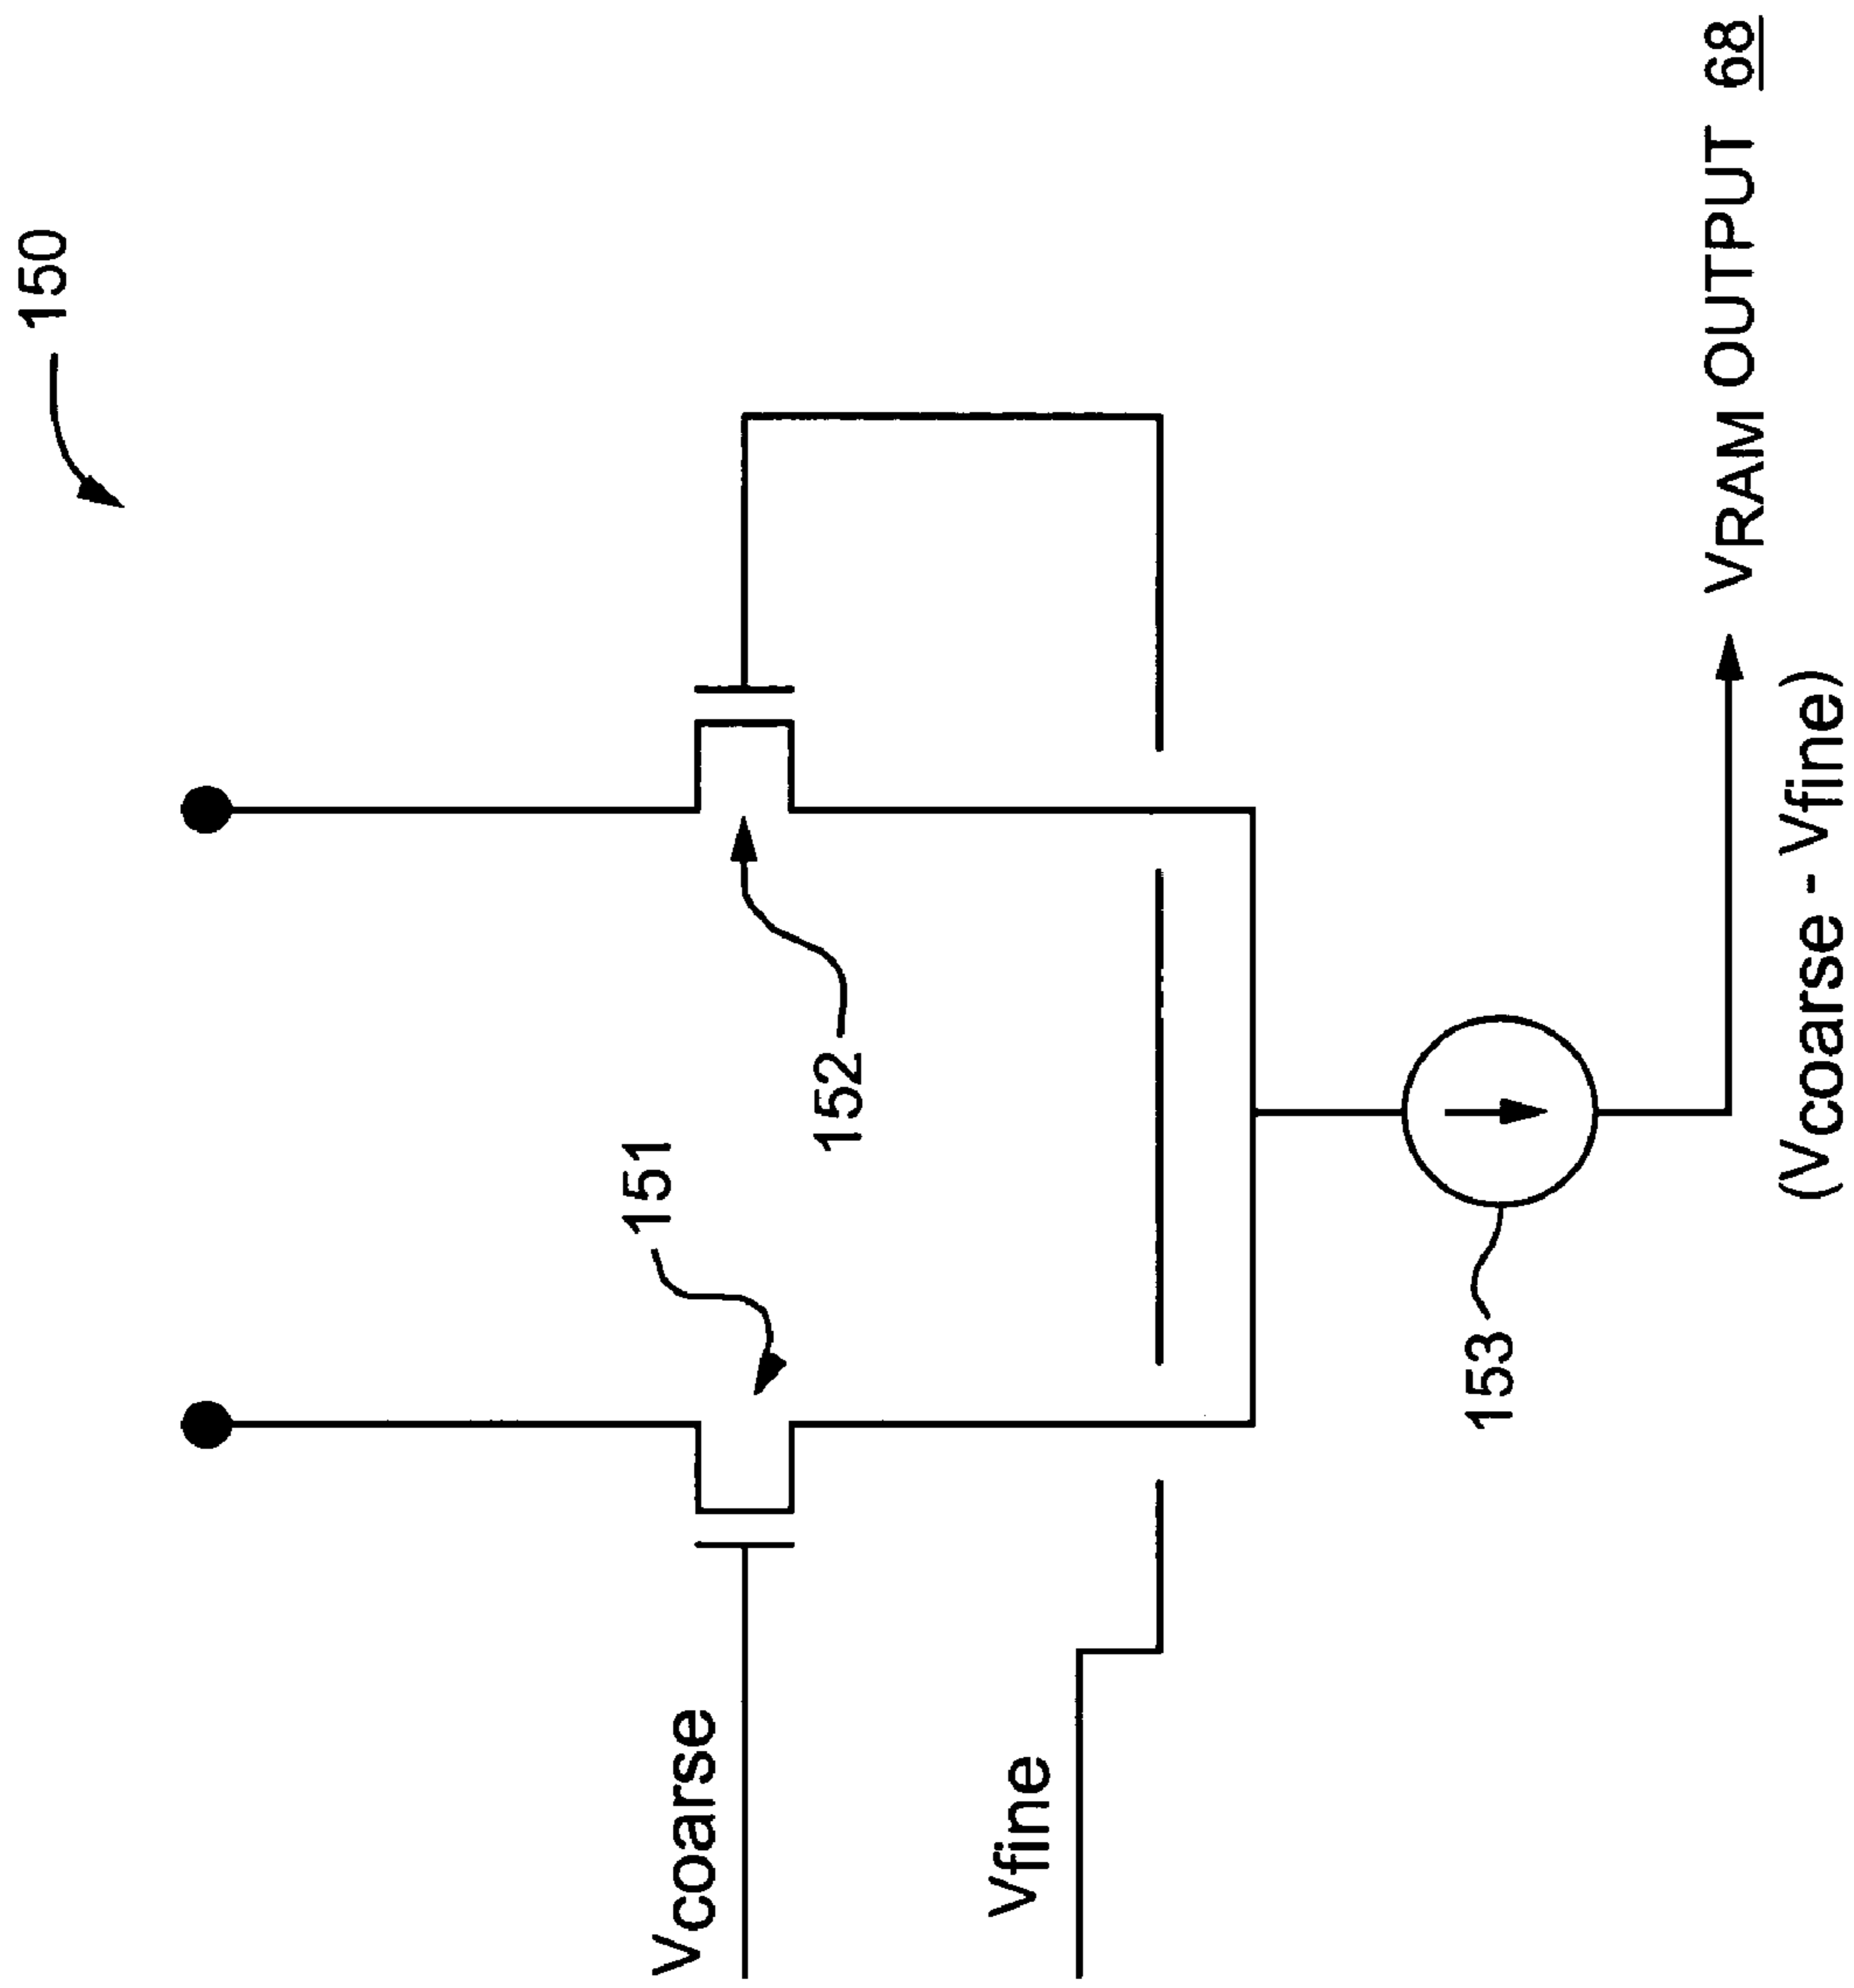 150
151
Vcoarse
152
Vfine
153
VRAM OUTPUT 68
(Vcoarse - Vfine)